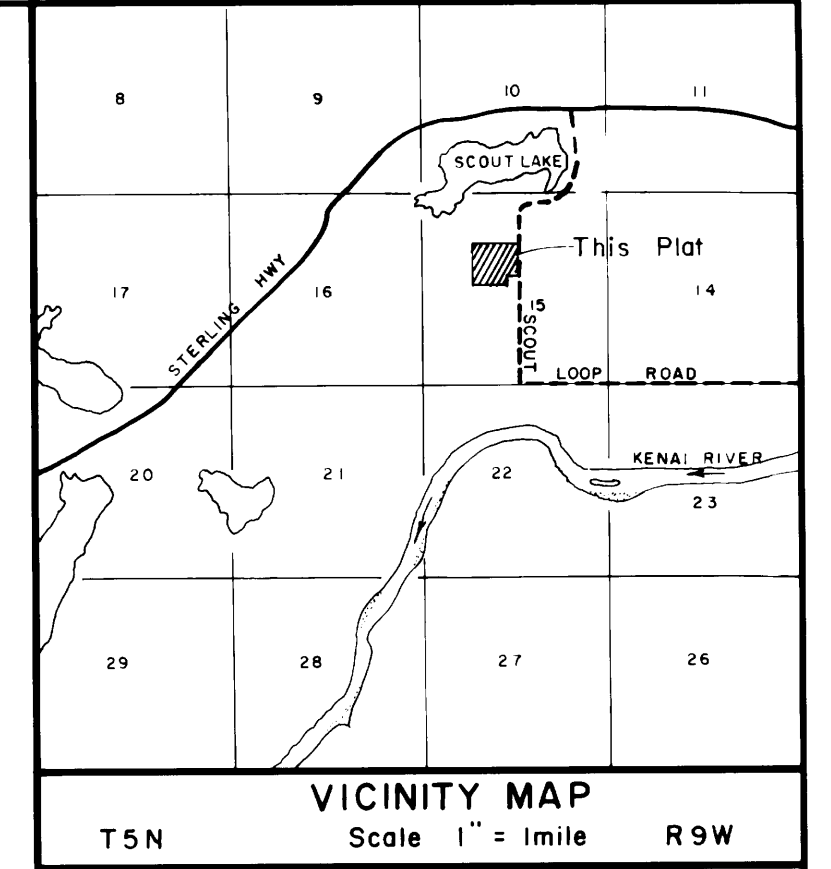 8 9 10 11
SCOUT LAKE
This Plat
17 16 15 14
STERLING HWY
SCOUT
LOOP ROAD
KENAI RIVER
20 21 22 23
29 28 27 26
VICINITY MAP
T5N Scale 1" = 1mile R9W